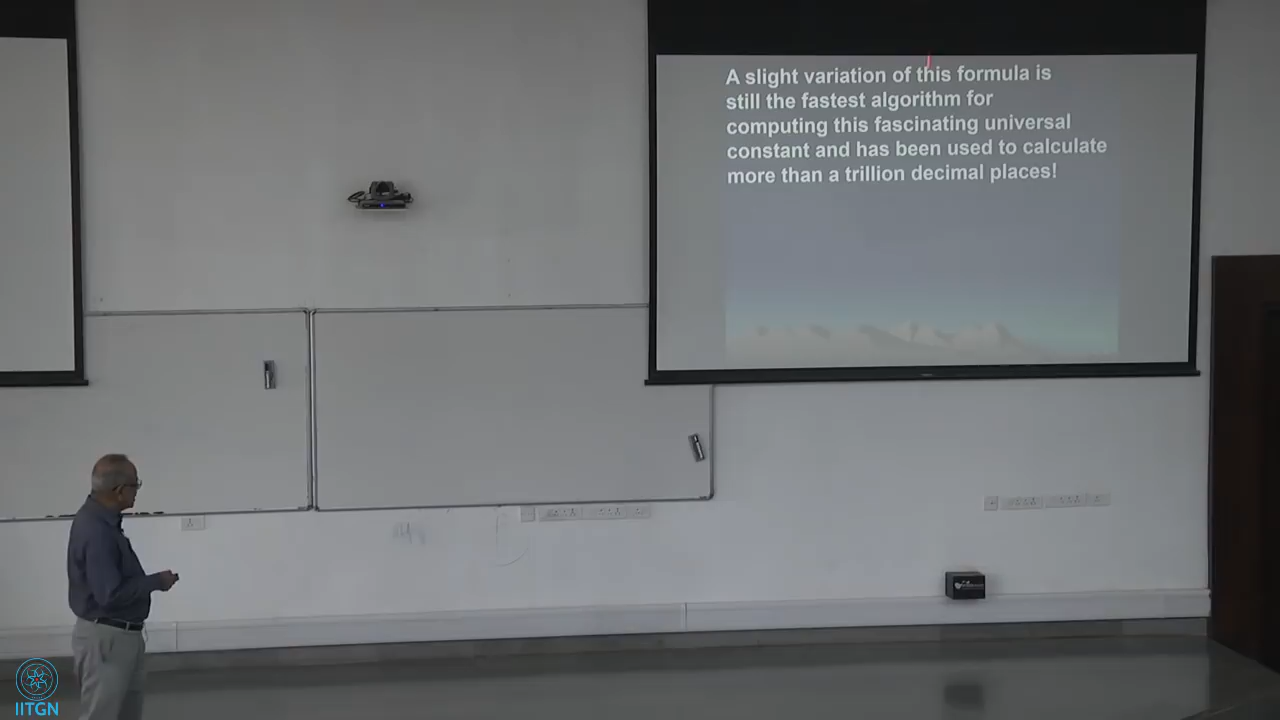 A slight variation of this formula is
still the fastest algorithm for
computing this fascinating universal
constant and has been used to calculate
more than a trillion decimal places!
IITGN